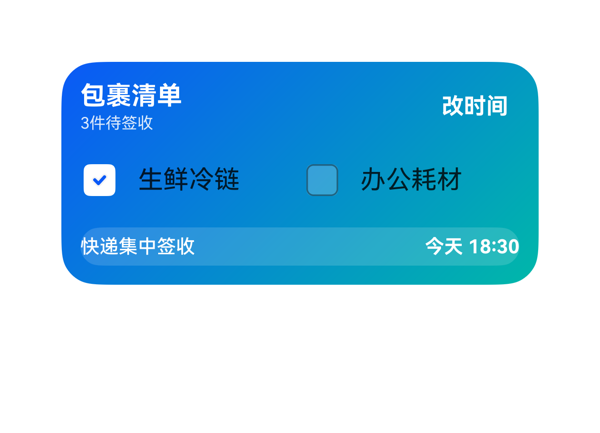 包裹清单
3件待签收
改时间
生鲜冷链
办公耗材
快递集中签收
今天 18:30